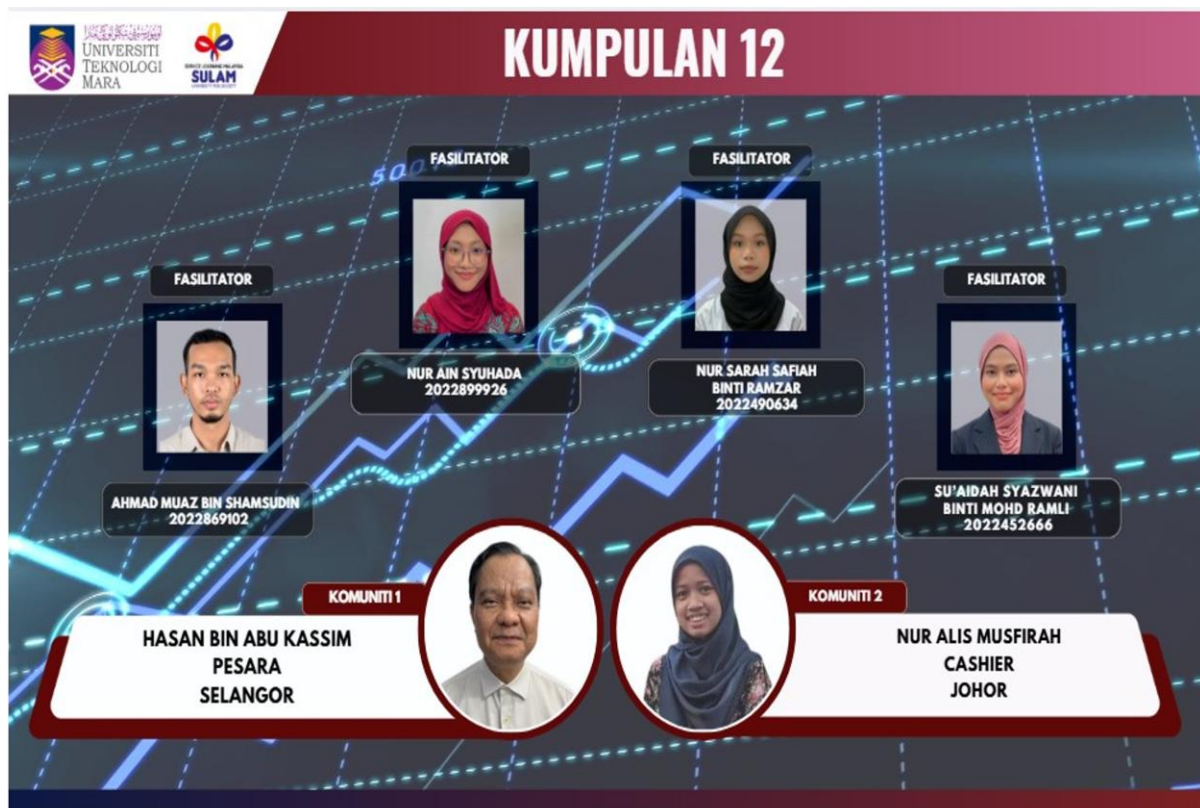 UNIVERSITI
TEKNOLOGI
MARA
SULAM
KUMPULAN 12
FASILITATOR
AHMAD MUAZ BIN SHAMSUDIN
2022869102
FASILITATOR
NUR AIN SYUHADA
2022899926
FASILITATOR
NUR SARAH SAFIAH
BINTI RAMZAR
2022490634
FASILITATOR
SU'AIDAH SYAZWANI
BINTI MOHD RAMLI
2022452666
KOMUNITI 1
HASAN BIN ABU KASSIM
PESARA
SELANGOR
KOMUNITI 2
NUR ALIS MUSFIRAH
CASHIER
JOHOR